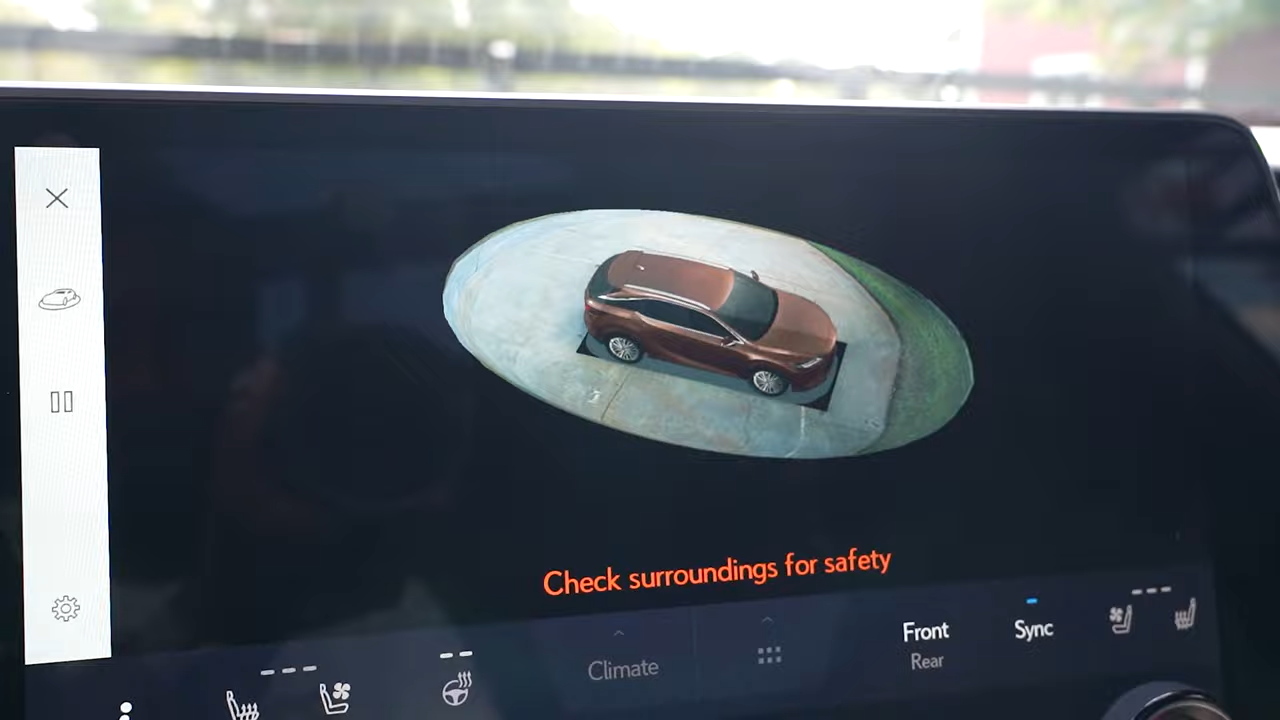 Check surroundings for safety
Front
Sync
Climate
Rear